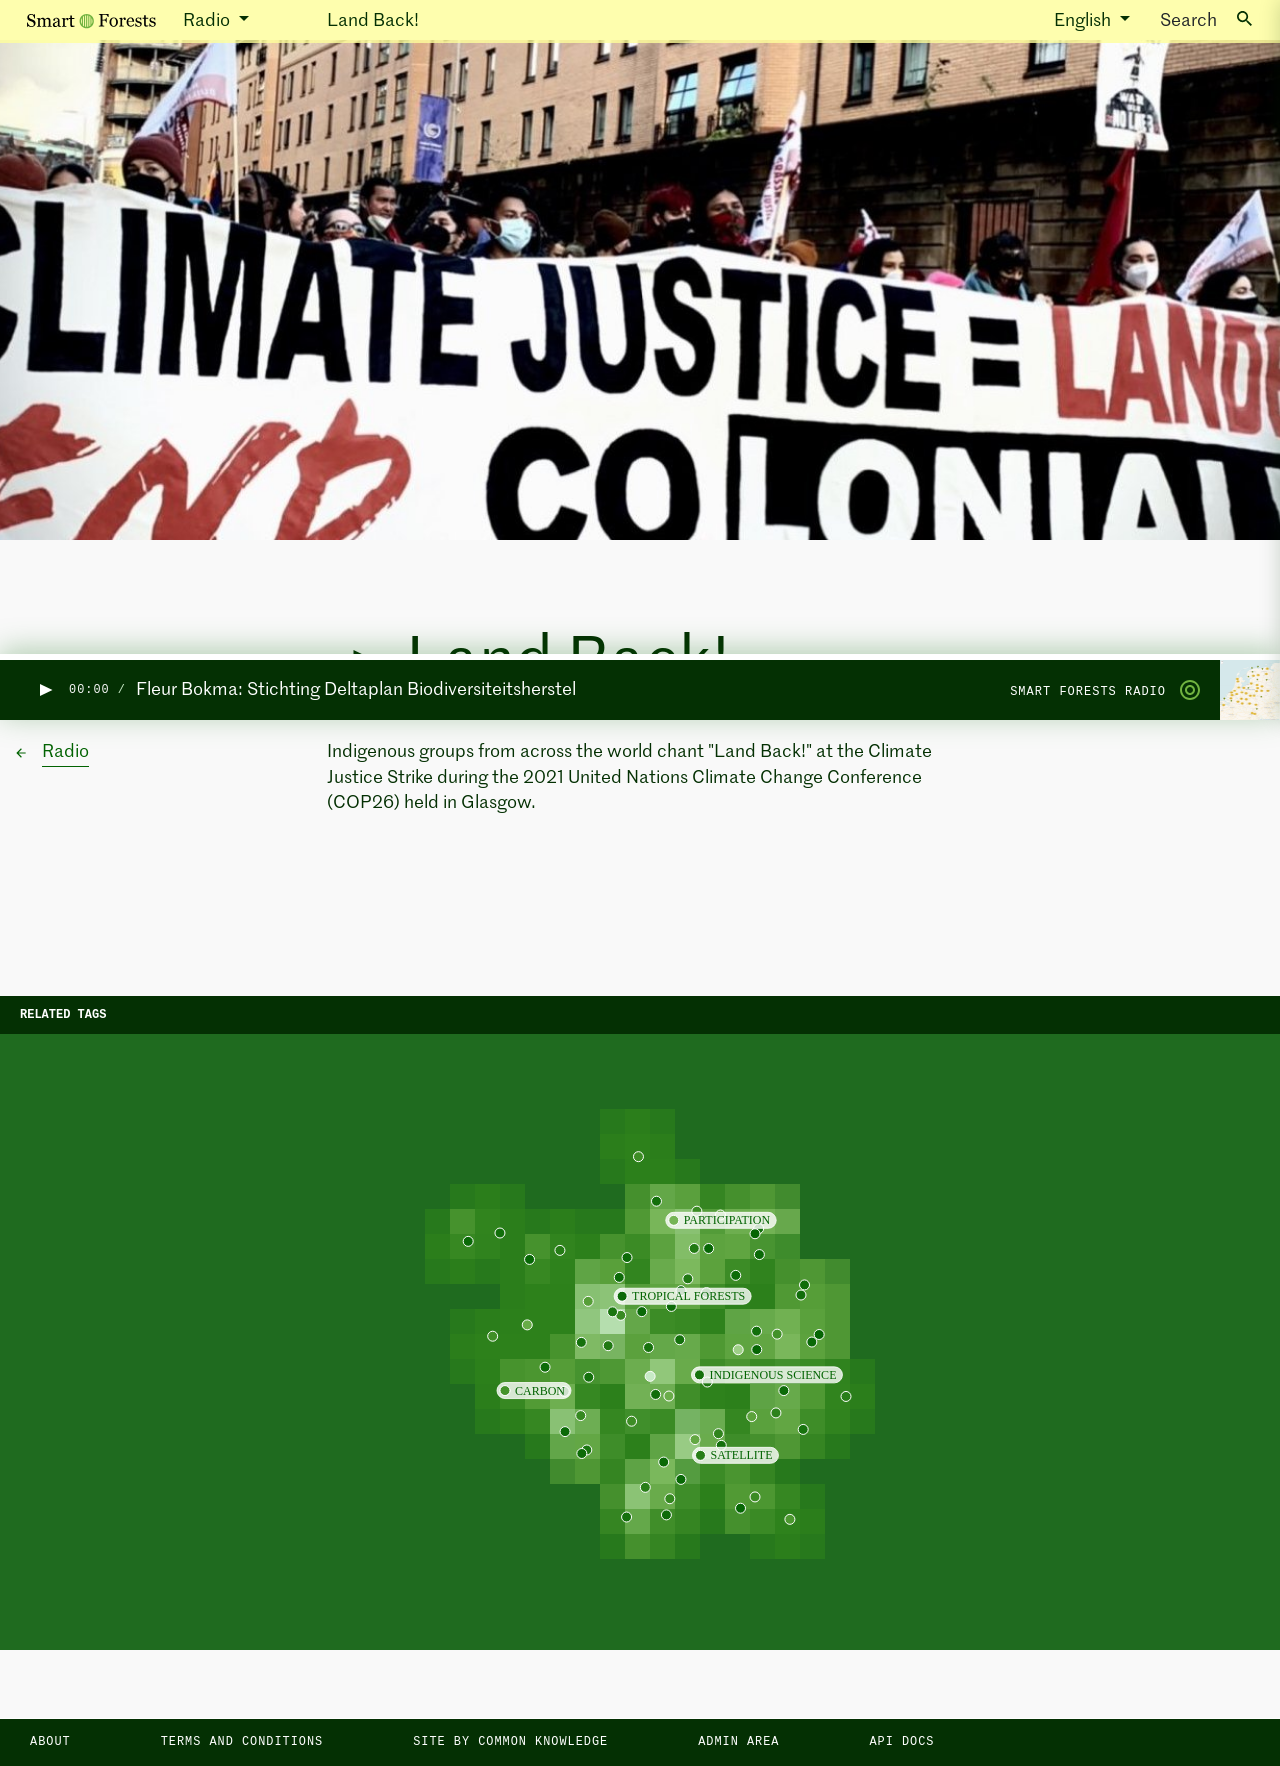 Smart Forests Radio Land Back! English Search
NO LNG?
CLIMATE JUSTICE = LAND
END COLONIAL
Land Back!
00:00 / Fleur Bokma: Stichting Deltaplan Biodiversiteitsherstel SMART FORESTS RADIO
Radio
Indigenous groups from across the world chant "Land Back!" at the Climate
Justice Strike during the 2021 United Nations Climate Change Conference
(COP26) held in Glasgow.
RELATED TAGS
PARTICIPATION
TROPICAL FORESTS
INDIGENOUS SCIENCE
CARBON
SATELLITE
ABOUT TERMS AND CONDITIONS SITE BY COMMON KNOWLEDGE ADMIN AREA API DOCS